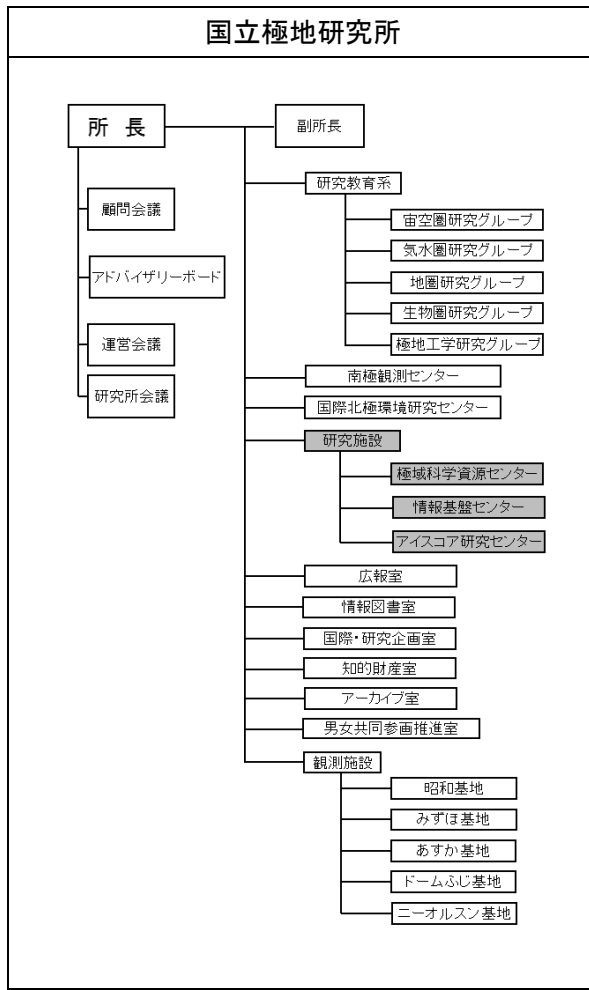 国立極地研究所
所 長
副所長
顧問会議
アドバイザリーボード
運営会議
研究所会議
研究教育系
宙空圏研究グループ
気水圏研究グループ
地圏研究グループ
生物圏研究グループ
極地工学研究グループ
南極観測センター
国際北極環境研究センター
研究施設
極域科学資源センター
情報基盤センター
アイスコア研究センター
広報室
情報図書室
国際・研究企画室
知的財産室
アーカイブ室
男女共同参画推進室
観測施設
昭和基地
みずほ基地
あすか基地
ドームふじ基地
ニーオルスン基地